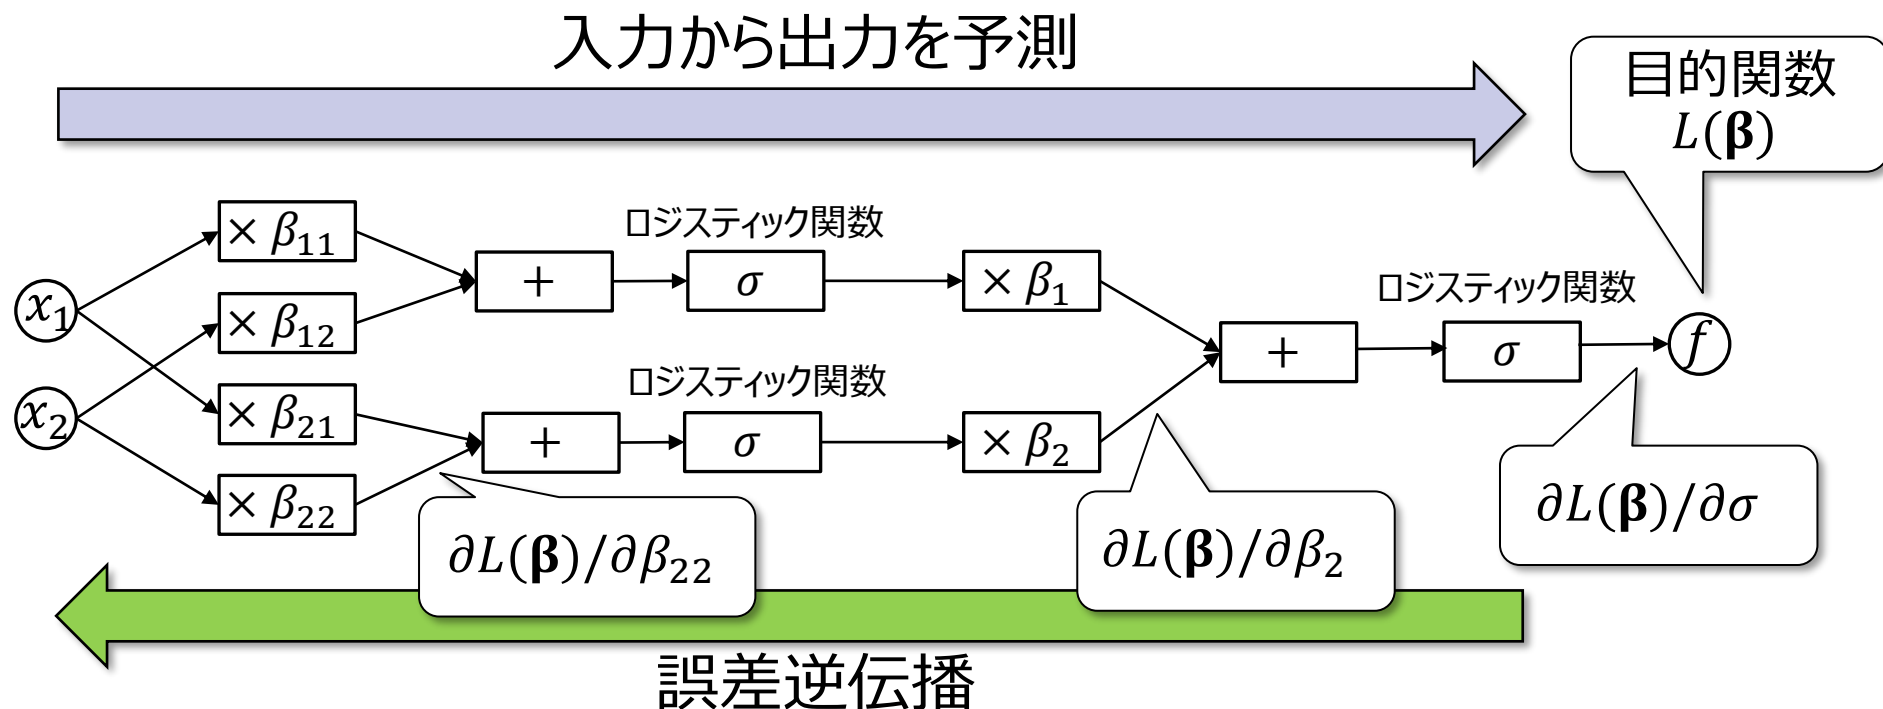 入力から出力を予測
目的関数
L(β)
ロジスティック関数
× β₁₁
+
σ
× β₁
x₁
× β₁₂
ロジスティック関数
+
σ
f
x₂
× β₂₁
ロジスティック関数
+
σ
× β₂
× β₂₂
∂L(β)/∂β₂₂
∂L(β)/∂β₂
∂L(β)/∂σ
誤差逆伝播